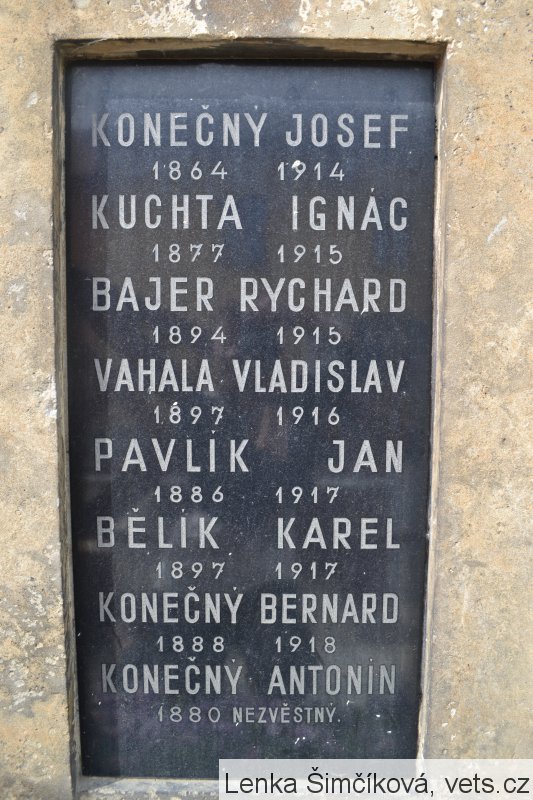 KONEČNÝ JOSEF
1864 1914
KUCHTA IGNÁC
1877 1915
BAJER RYCHARD
1894 1915
VAHALA VLADISLAV
1897 1916
PAVLÍK JAN
1886 1917
BĚLÍK KAREL
1897 1917
KONEČNÝ BERNARD
1888 1918
KONEČNÝ ANTONÍN
1880 NEZVĚSTNÝ.
Lenka Šimčíková, vets.cz